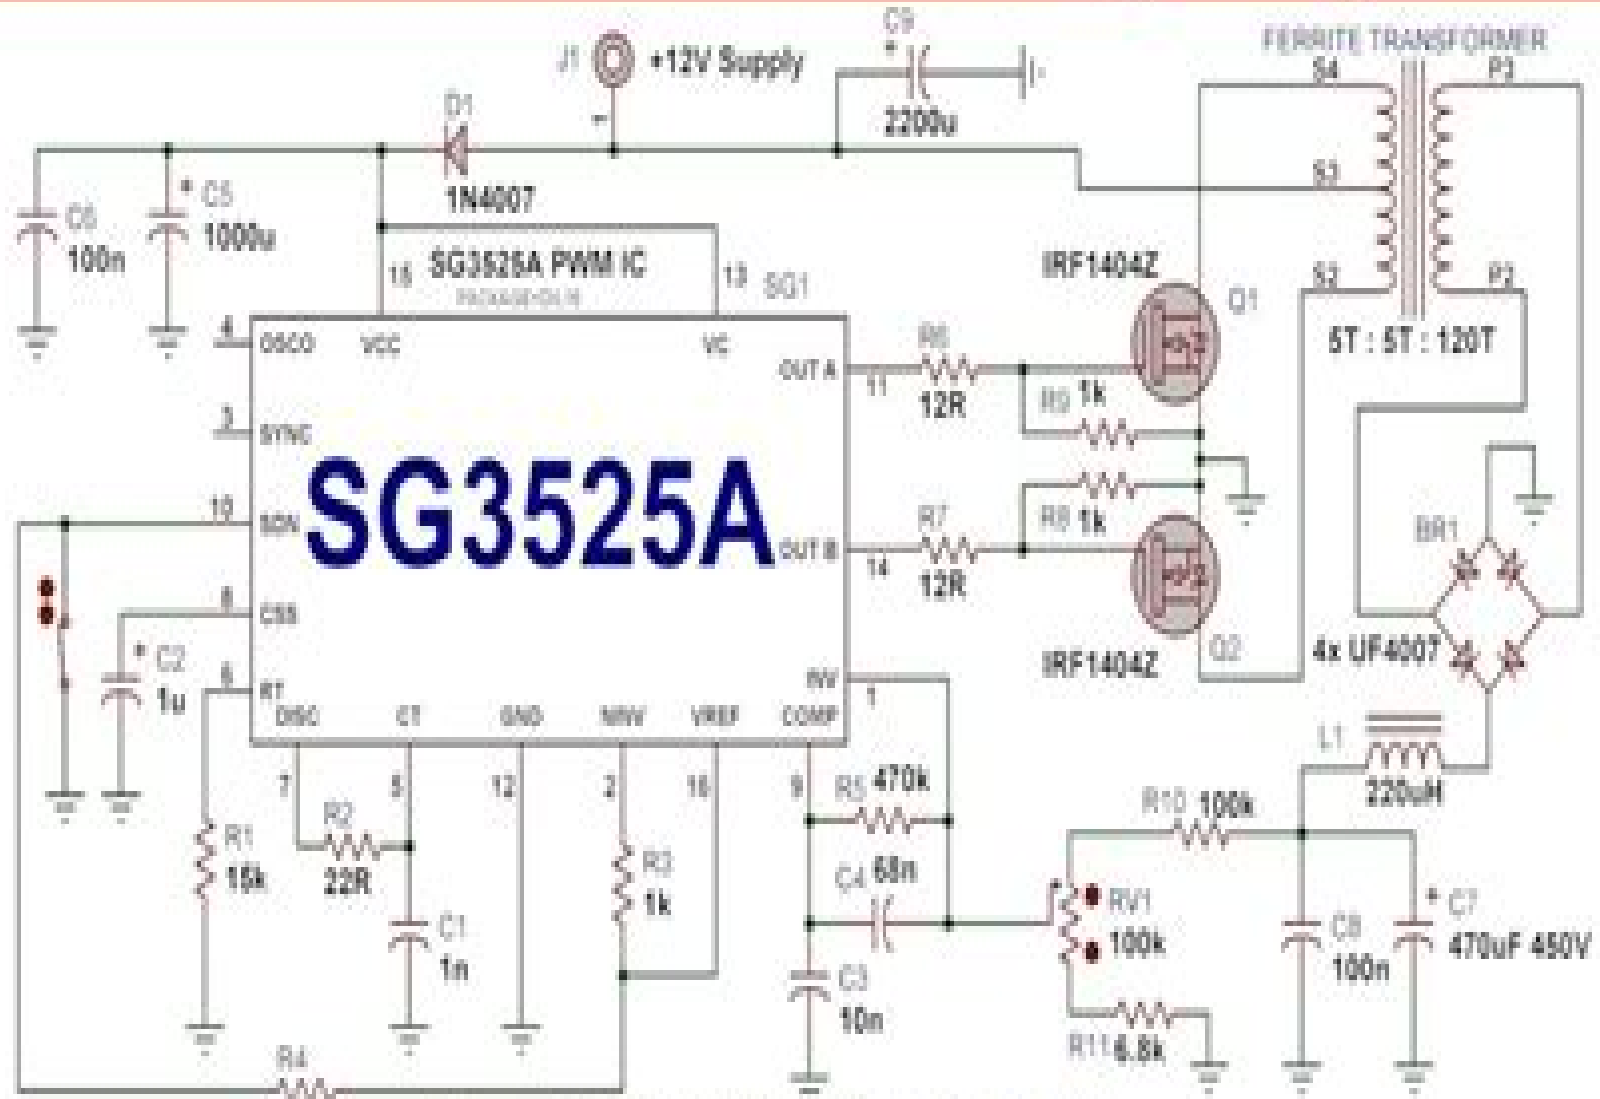 C9
FERRITE TRANSFORMER
J1
+12V Supply
S4
P1
D1
2200u
1N4007
S3
C6
100n
C5
1000u
15
SG3525A PWM IC
13
SG1
IRF1404Z
Q1
S2
P2
5T : 5T : 120T
4
OSCO
VCC
VC
OUT A
11
R6
12R
R9
1k
3
SYNC
SG3525A
10
SDN
OUT B
14
R7
12R
R8
1k
BR1
8
CSS
C2
1u
IRF1404Z
Q2
4x UF4007
6
RT
INV
1
DISC
CT
GND
NINV
VREF
COMP
7
5
12
2
16
9
L1
220uH
R5
470k
R10
100k
R1
15k
R2
22R
R3
1k
C4
68n
C1
1n
RV1
100k
C8
100n
C7
470uF 450V
C3
10n
R11
6.8k
R4